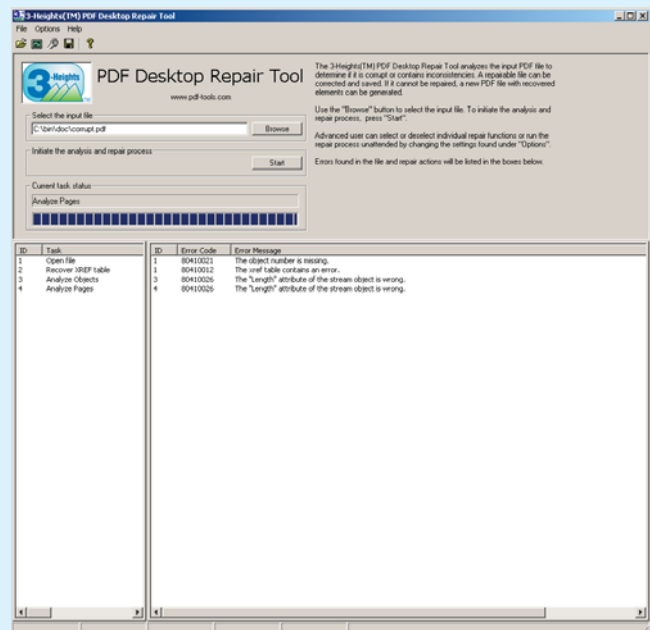 3-Heights(TM) PDF Desktop Repair Tool
File Options Help
3-Heights
PDF Desktop Repair Tool
www.pdf-tools.com
The 3-Heights(TM) PDF Desktop Repair Tool analyzes the input PDF file to
determine if it is corrupt or contains inconsistencies. A repairable file can be
corrected and saved. If it cannot be repaired, a new PDF file with recovered
elements can be generated.
Use the "Browse" button to select the input file. To initiate the analysis and
repair process, press "Start".
Advanced user can select or deselect individual repair functions or run the
repair process unattended by changing the settings found under "Options".
Errors found in the file and repair actions will be listed in the boxes below.
Select the input file
C:\bin\doc\corrupt.pdf Browse
Initiate the analysis and repair process
Start
Current task status
Analyze Pages
ID Task
1 Open file
2 Recover XREF table
3 Analyze Objects
4 Analyze Pages
ID Error Code Error Message
1 80410021 The object number is missing.
1 80410012 The xref table contains an error.
3 80410026 The "Length" attribute of the stream object is wrong.
4 80410026 The "Length" attribute of the stream object is wrong.